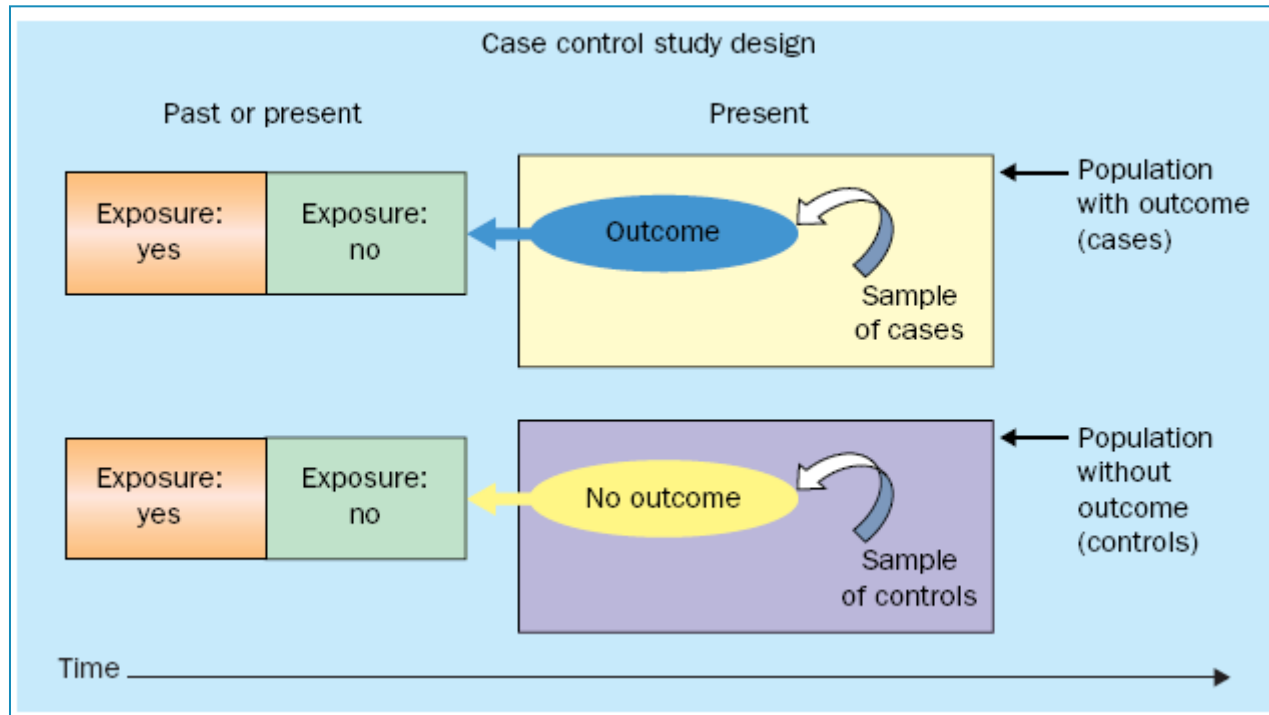 Case control study design
Past or present
Present
Exposure:
yes
Exposure:
no
Outcome
Sample
of cases
Population
with outcome
(cases)
Exposure:
yes
Exposure:
no
No outcome
Sample
of controls
Population
without
outcome
(controls)
Time